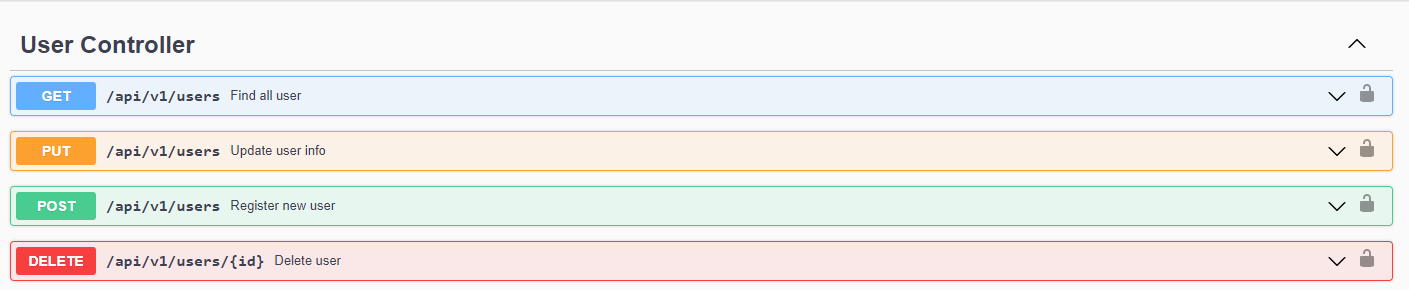 User Controller
GET /api/v1/users Find all user
PUT /api/v1/users Update user info
POST /api/v1/users Register new user
DELETE /api/v1/users/{id} Delete user